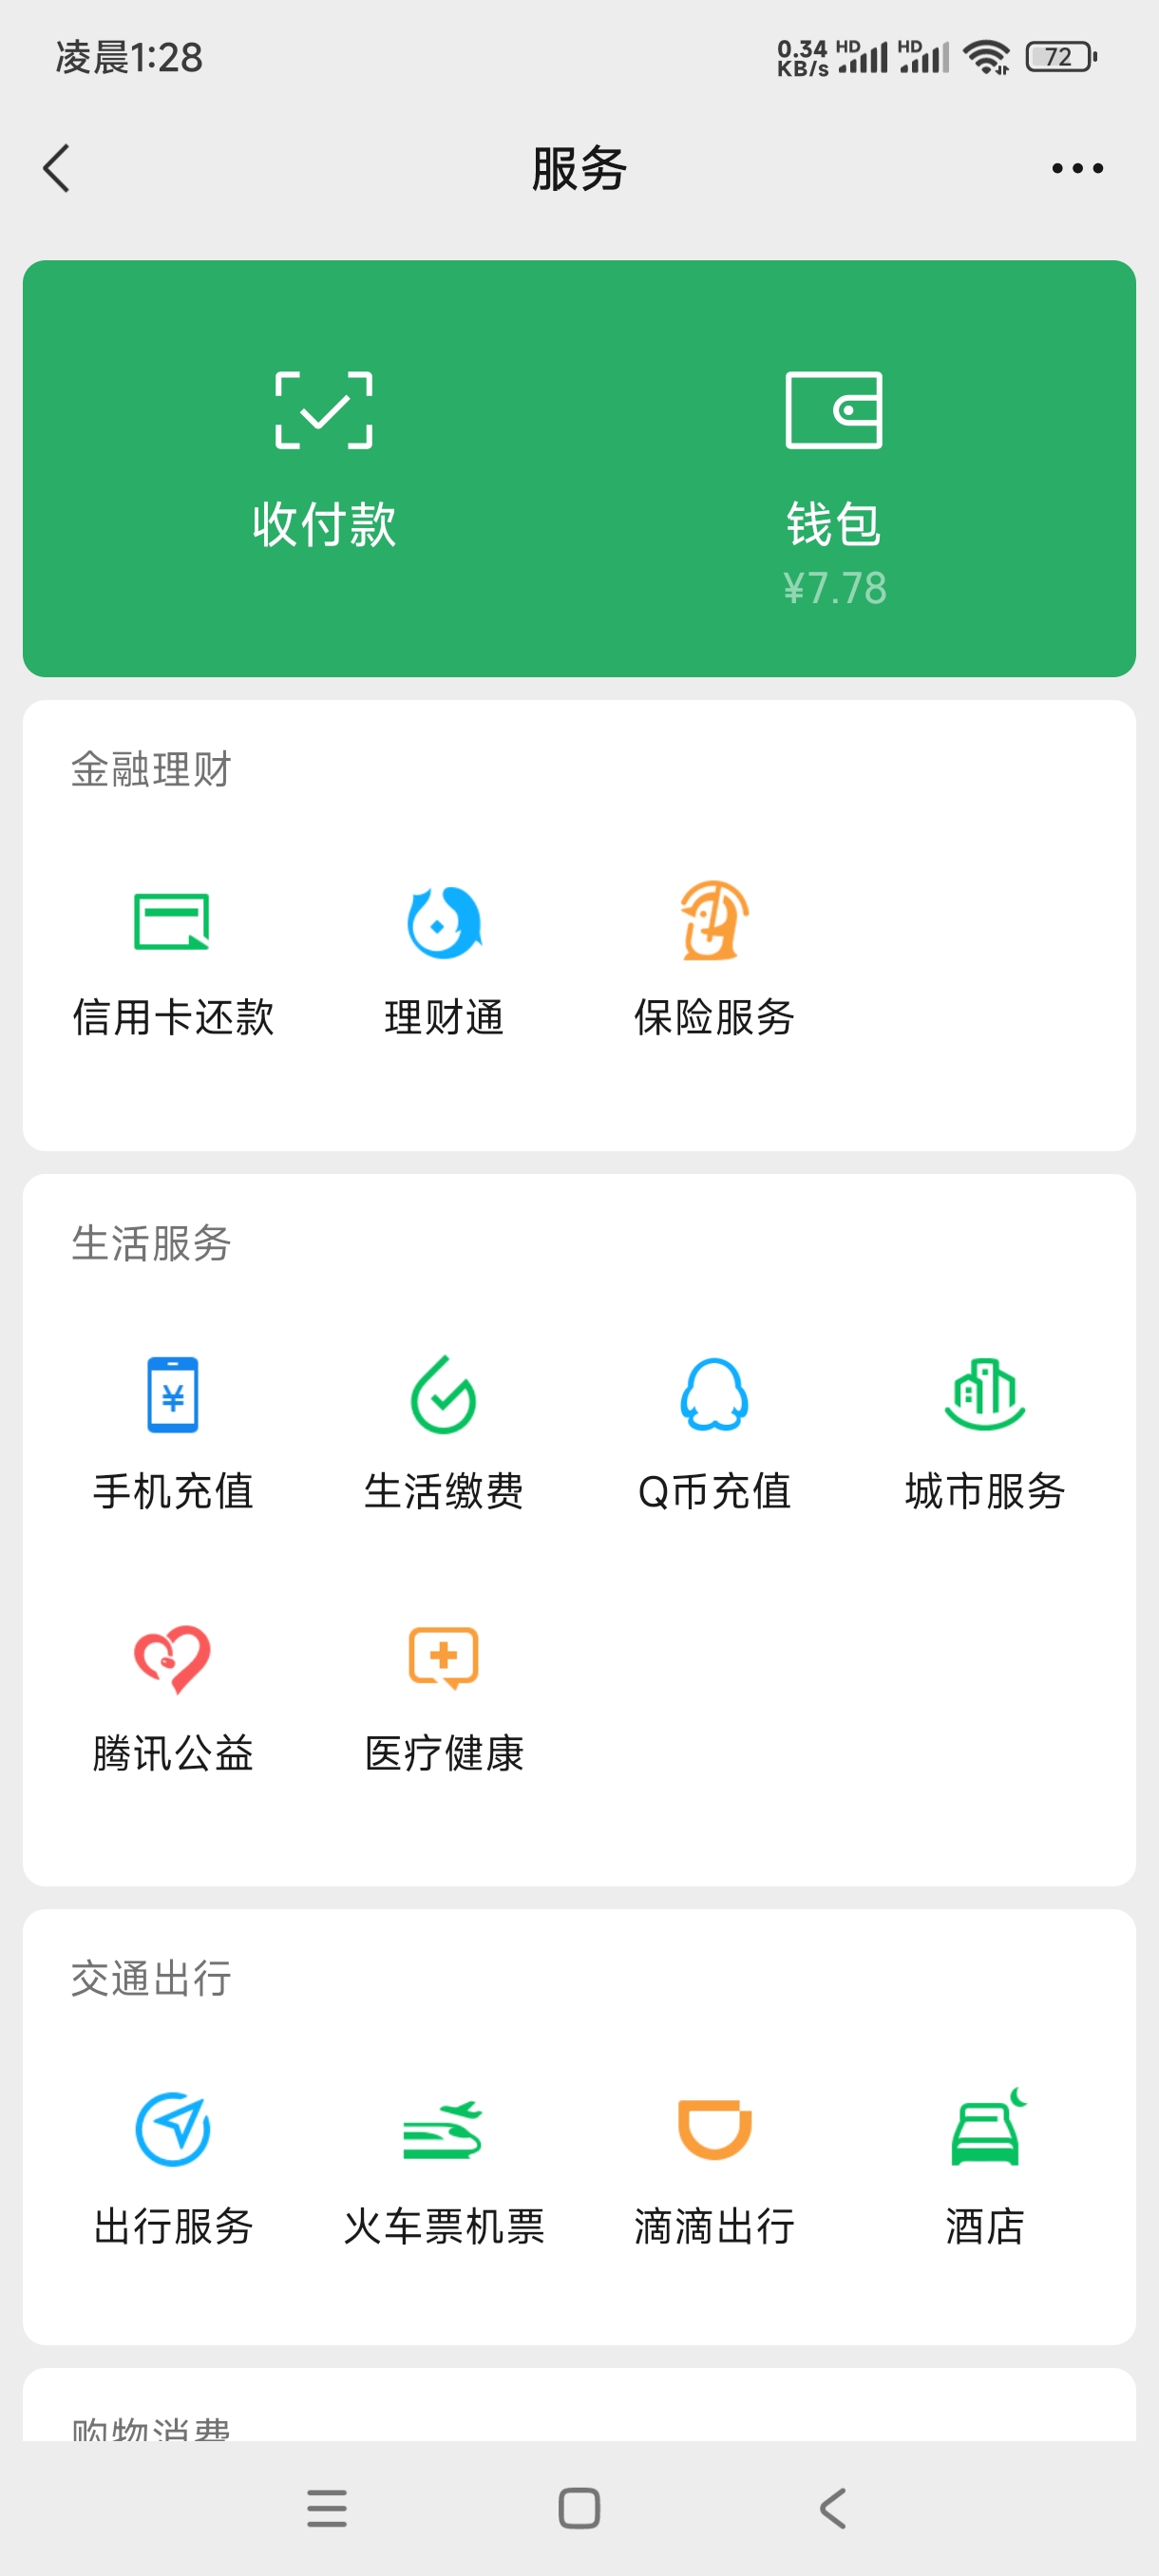 凌晨1:28
0.34
KB/s
HD
HD
72
服务
收付款
钱包
¥7.78
金融理财
信用卡还款
理财通
保险服务
生活服务
手机充值
生活缴费
Q币充值
城市服务
腾讯公益
医疗健康
交通出行
出行服务
火车票机票
滴滴出行
酒店
购物消费